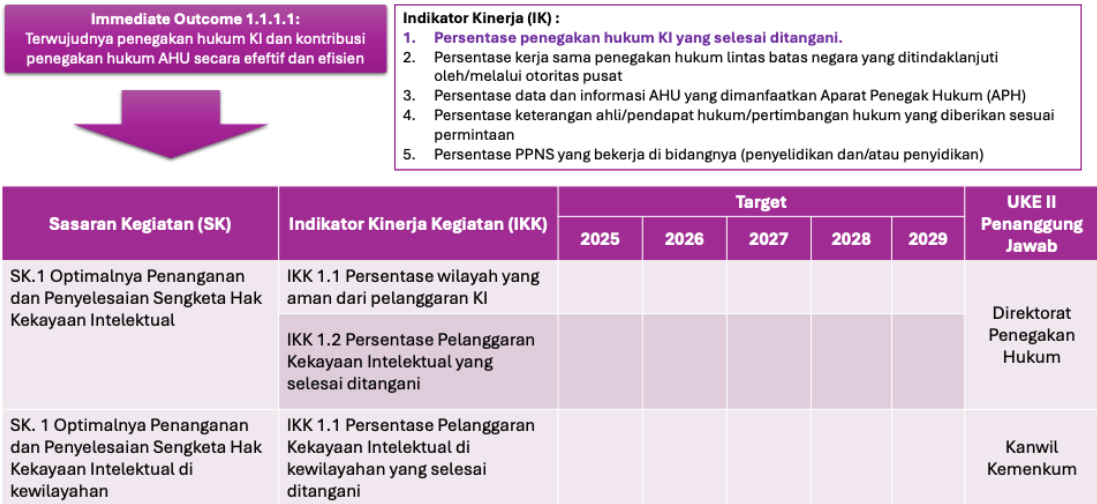 Immediate Outcome 1.1.1.1:
Terwujudnya penegakan hukum KI dan kontribusi
penegakan hukum AHU secara efektif dan efisien
Indikator Kinerja (IK) :
1. Persentase penegakan hukum KI yang selesai ditangani.
2. Persentase kerja sama penegakan hukum lintas batas negara yang ditindaklanjuti
oleh/melalui otoritas pusat
3. Persentase data dan informasi AHU yang dimanfaatkan Aparat Penegak Hukum (APH)
4. Persentase keterangan ahli/pendapat hukum/pertimbangan hukum yang diberikan sesuai
permintaan
5. Persentase PPNS yang bekerja di bidangnya (penyelidikan dan/atau penyidikan)
Sasaran Kegiatan (SK)
Indikator Kinerja Kegiatan (IKK)
Target
2025 2026 2027 2028 2029
UKE II
Penanggung
Jawab
SK.1 Optimalnya Penanganan
dan Penyelesaian Sengketa Hak
Kekayaan Intelektual
IKK 1.1 Persentase wilayah yang
aman dari pelanggaran KI
IKK 1.2 Persentase Pelanggaran
Kekayaan Intelektual yang
selesai ditangani
Direktorat
Penegakan
Hukum
SK. 1 Optimalnya Penanganan
dan Penyelesaian Sengketa Hak
Kekayaan Intelektual di
kewilayahan
IKK 1.1 Persentase Pelanggaran
Kekayaan Intelektual di
kewilayahan yang selesai
ditangani
Kanwil
Kemenkum